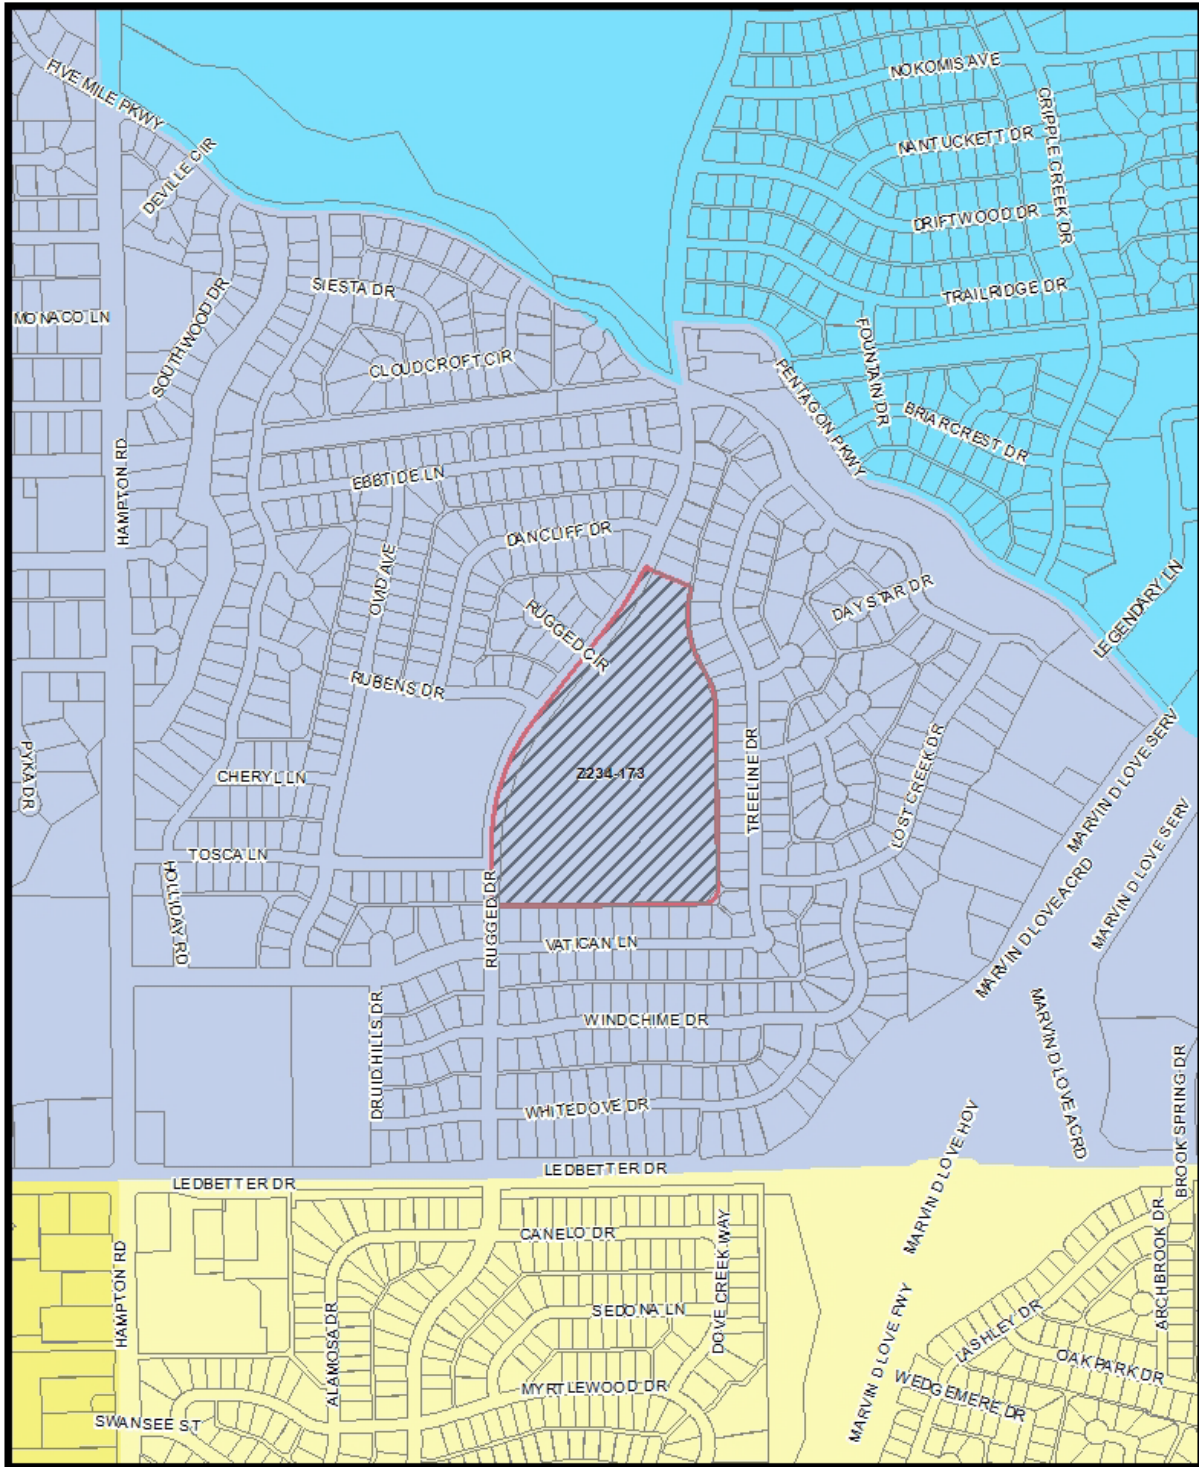 NOKOMIS AVE
FIVE MILE PKWY
CRIPPLE CREEK DR
NANTUCKETT DR
DEVILLE CIR
DRIFTWOOD DR
SIESTA DR
TRAILRIDGE DR
MONACO LN
SOUTHWOOD DR
FOUNTAIN DR
CLOUDCROFT CIR
PENTAGON PKWY
BRIARCREST DR
HAMPTON RD
EBBTIDE LN
DANCLIFF DR
OVID AVE
DAYSTAR DR
LEGENDARY LN
RUGGED CIR
RUBENS DR
MARVIN D LOVE SERV
PYKA DR
CHERYL LN
Z234-173
TREELINE DR
LOST CREEK DR
MARVIN D LOVE SERV
TOSCA LN
HOLLIDAY RD
RUGGED DR
MARVIN D LOVE ACRD
VATICAN LN
DRUID HILLS DR
WINDCHIME DR
MARVIN D LOVE ACRD
WHITEDOVE DR
BROOK SPRING DR
LEDBETTER DR
LEDBETTER DR
MARVIN D LOVE HOV
CANELO DR
HAMPTON RD
DOVE CREEK WAY
ARCHBROOK DR
SEDONA LN
ALAMOSA DR
LASHLEY DR
MARVIN D LOVE FWY
OAK PARK DR
MYRTLEWOOD DR
WEDGEMERE DR
SWANSEE ST